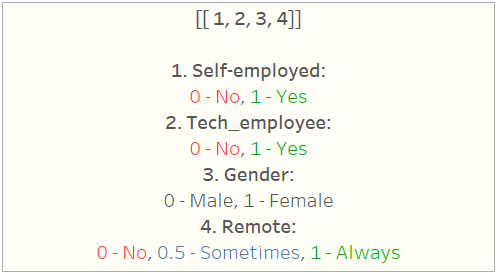 [[ 1, 2, 3, 4]]
1. Self-employed:
0 - No, 1 - Yes
2. Tech_employee:
0 - No, 1 - Yes
3. Gender:
0 - Male, 1 - Female
4. Remote:
0 - No, 0.5 - Sometimes, 1 - Always